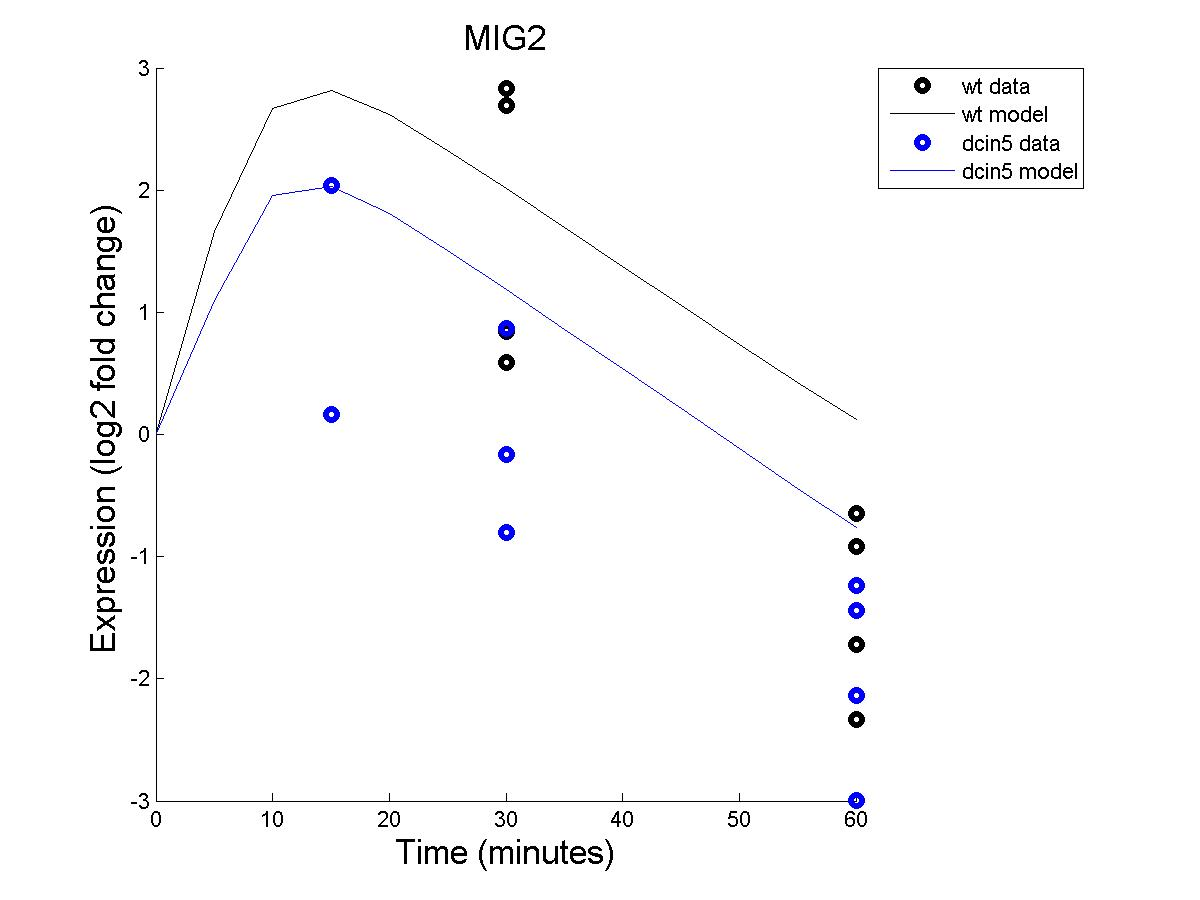 MIG2
3
2
1
0
-1
-2
-3
Expression (log2 fold change)
0 10 20 30 40 50 60
Time (minutes)
wt data
wt model
dcin5 data
dcin5 model